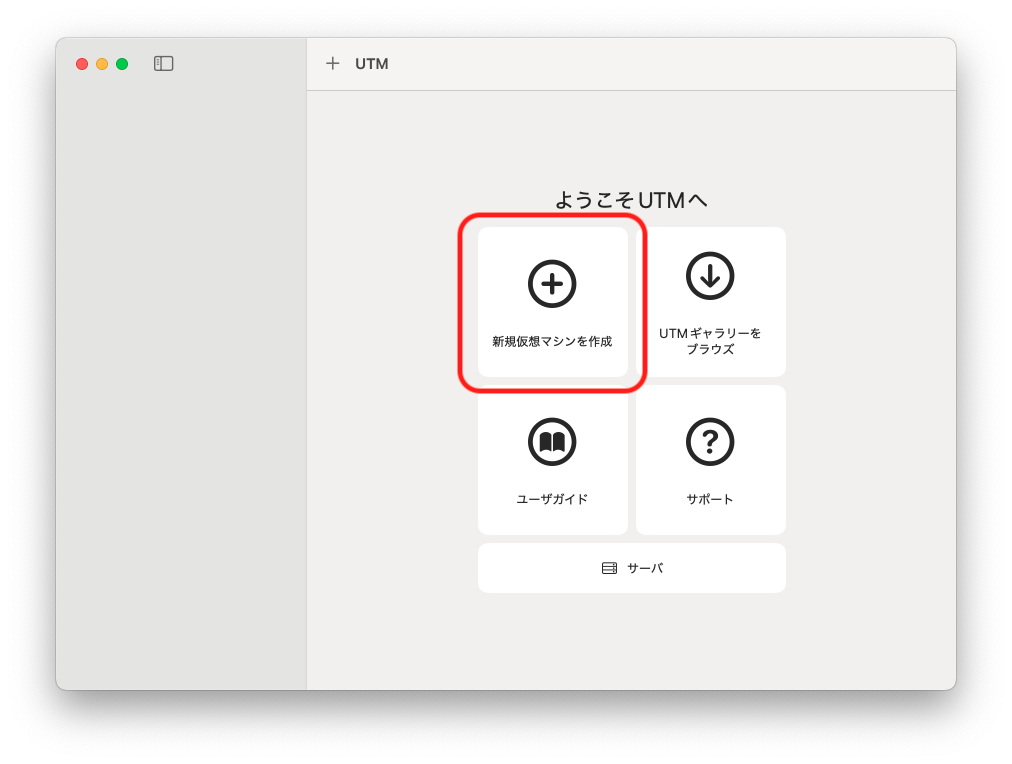 UTM
ようこそUTMへ
新規仮想マシンを作成
UTMギャラリーを
ブラウズ
ユーザガイド
サポート
サーバ